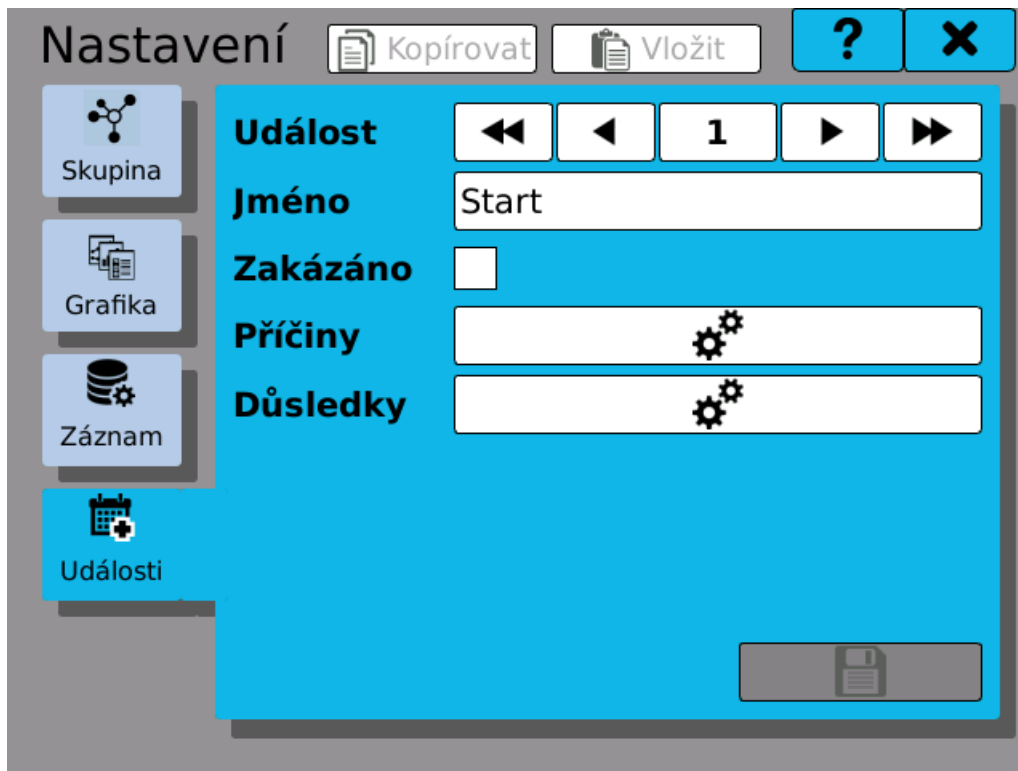 Nastavení
Kopírovat
Vložit
?
Skupina
Grafika
Záznam
Události
Událost 1
Jméno Start
Zakázáno
Příčiny
Důsledky